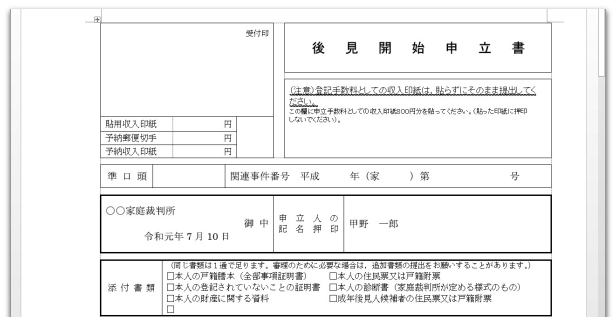 受付印
後見開始申立書
(注意)登記手数料としての収入印紙は、貼らずにそのまま提出してください。
この欄に申立手数料としての収入印紙800円分を貼ってください。(貼った印紙に押印しないでください)。
貼用収入印紙 円
予納郵便切手 円
予納収入印紙 円
準口頭 関連事件番号 平成 年(家 )第 号
○○家庭裁判所
御中
令和元年7月10日
申立人の
記名押印
甲野 一郎
添付書類
(同じ書類は1通で足ります。審理のために必要な場合は、追加書類の提出をお願いすることがあります。)
□本人の戸籍謄本(全部事項証明書) □本人の住民票又は戸籍附票
□本人の登記されていないことの証明書 □本人の診断書(家庭裁判所が定める様式のもの)
□本人の財産に関する資料 □成年後見人候補者の住民票又は戸籍附票
□